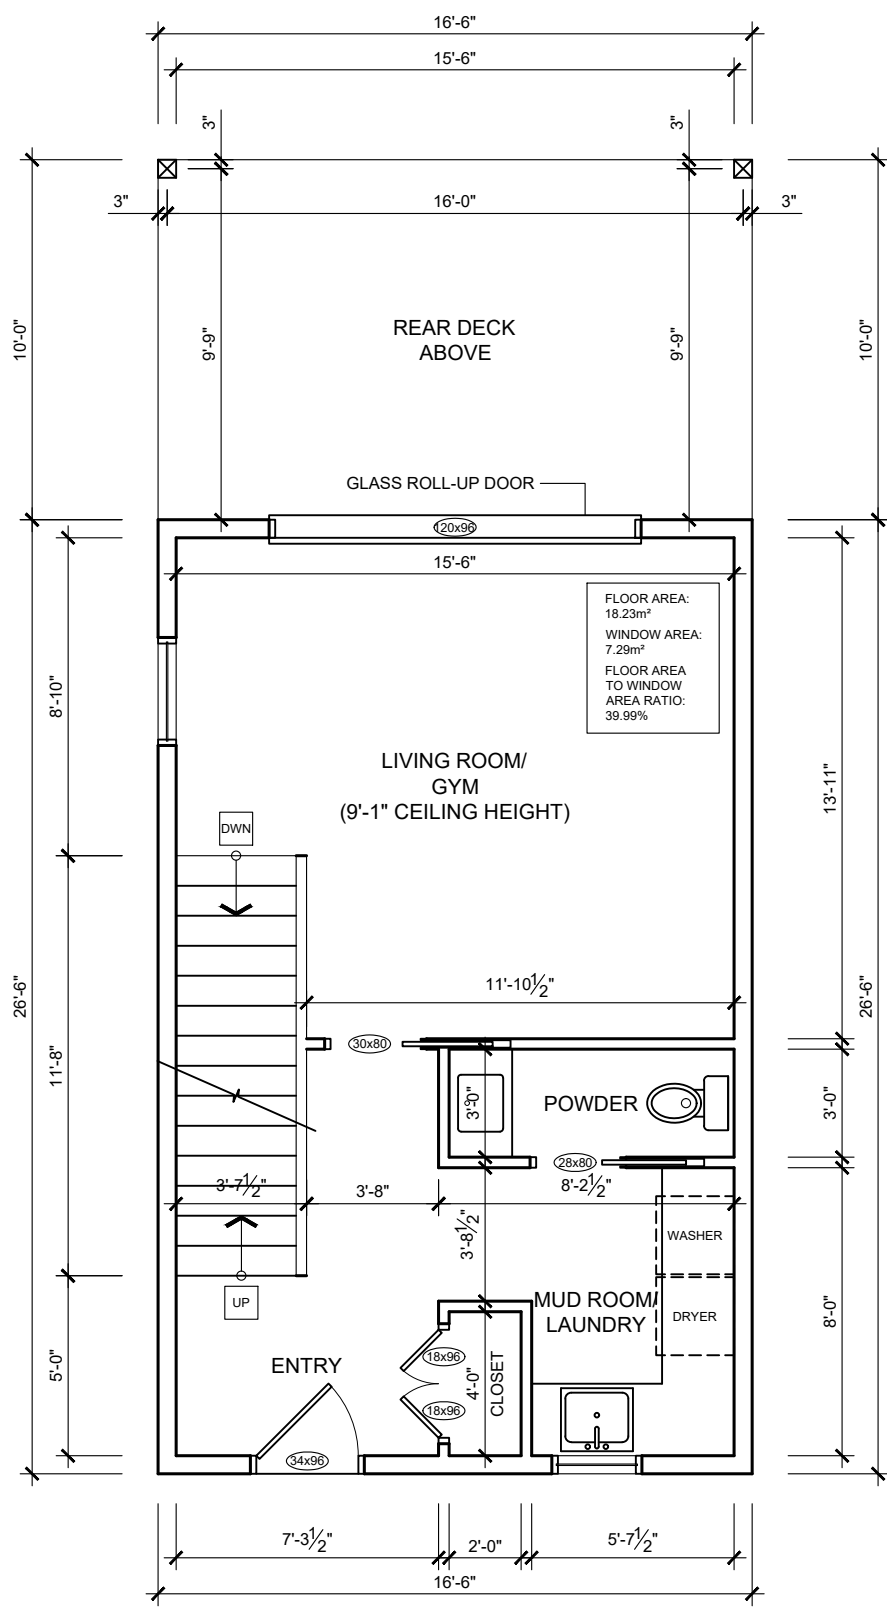 16'-6"
15'-6"
3"
3"
3"
16'-0"
3"
10'-0"
9'-9"
REAR DECK
ABOVE
9'-9"
10'-0"
GLASS ROLL-UP DOOR
120x96
15'-6"
FLOOR AREA:
18.23m²
WINDOW AREA:
7.29m²
FLOOR AREA
TO WINDOW
AREA RATIO:
39.99%
8'-10"
LIVING ROOM/
GYM
(9'-1" CEILING HEIGHT)
13'-11"
DWN
26'-6"
11'-10½"
26'-6"
11'-8"
30x80
3'-0"
POWDER
3'-0"
28x80
3'-7½"
3'-8"
8'-2½"
3'-8½"
WASHER
UP
MUD ROOM/
LAUNDRY
DRYER
8'-0"
5'-0"
ENTRY
18x96
4'-0"
CLOSET
18x96
34x96
7'-3½"
2'-0"
5'-7½"
16'-6"